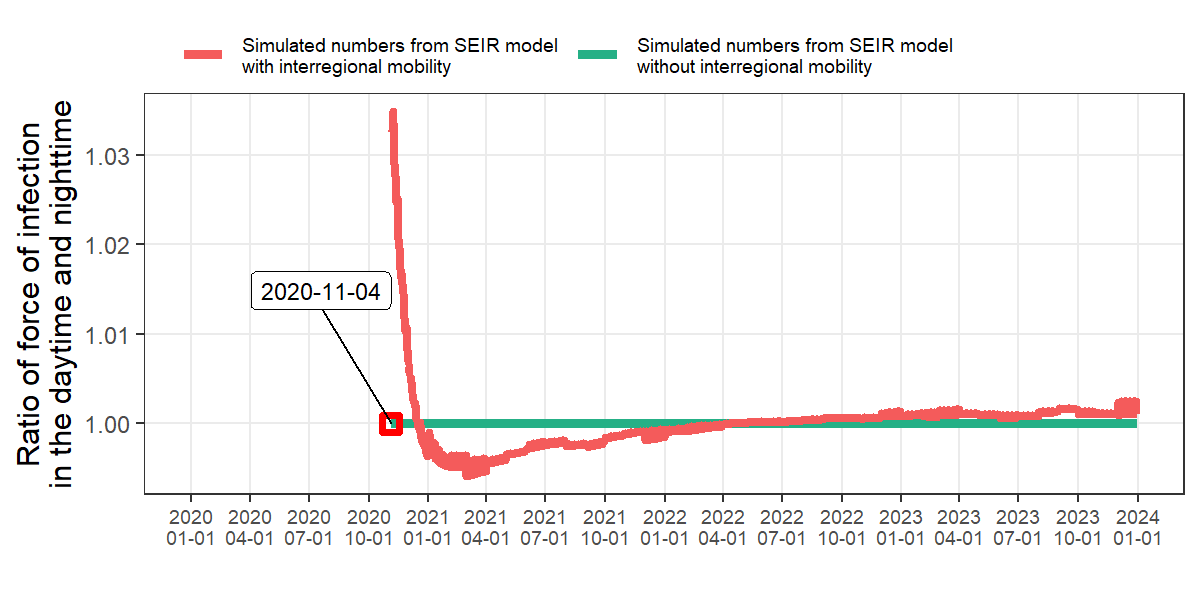 Simulated numbers from SEIR model
with interregional mobility
Simulated numbers from SEIR model
without interregional mobility
Ratio of force of infection
in the daytime and nighttime
1.03
1.02
1.01
1.00
2020-11-04
2020 2020 2020 2020 2021 2021 2021 2021 2022 2022 2022 2022 2023 2023 2023 2023 2024
01-01 04-01 07-01 10-01 01-01 04-01 07-01 10-01 01-01 04-01 07-01 10-01 01-01 04-01 07-01 10-01 01-01